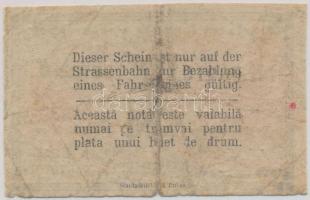 Dieser Schein ist nur auf der
Strassenbahn zur Bezahlung
eines Fahr gültig.
Această notă este valabilă
numai pe tramvai pentru
plata unui bilet de drum.